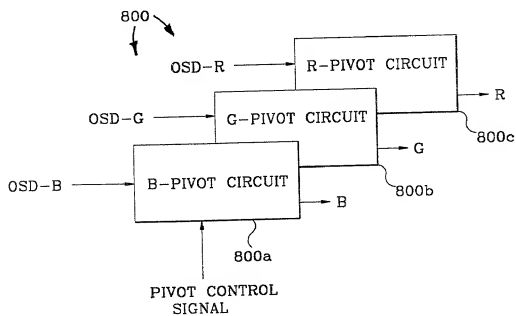 800
OSD-R
R-PIVOT CIRCUIT
R
800c
OSD-G
G-PIVOT CIRCUIT
G
800b
OSD-B
B-PIVOT CIRCUIT
B
800a
PIVOT CONTROL
SIGNAL